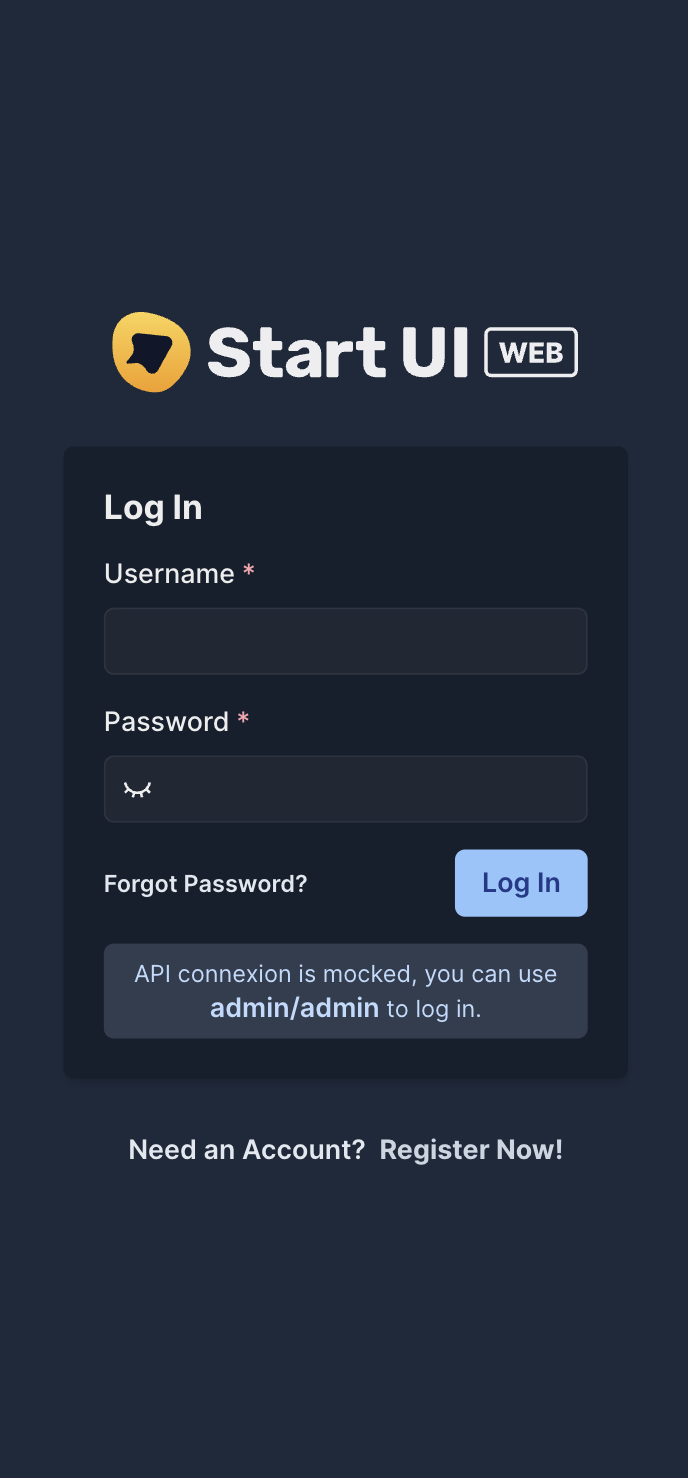 Start UI WEB
Log In
Username *
Password *
Forgot Password?
Log In
API connexion is mocked, you can use
admin/admin to log in.
Need an Account? Register Now!